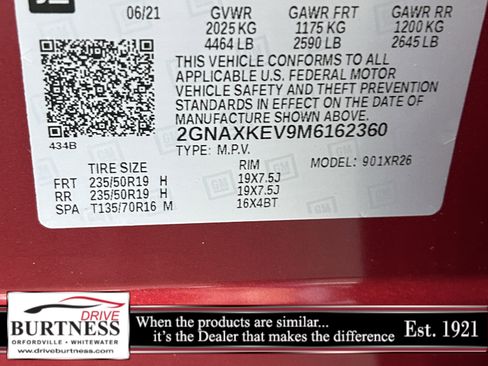 06/21 GVWR GAWR FRT GAWR RR
2025 KG 1175 KG 1200 KG
4464 LB 2590 LB 2645 LB
THIS VEHICLE CONFORMS TO ALL
APPLICABLE U.S. FEDERAL MOTOR
VEHICLE SAFETY AND THEFT PREVENTION
STANDARDS IN EFFECT ON THE DATE OF
MANUFACTURE SHOWN ABOVE.
2GNAXKEV9M6162360
434B
TYPE: M.P.V.
TIRE SIZE RIM MODEL: 901XR26
FRT 235/50R19 H 19X7.5J
RR 235/50R19 H 19X7.5J
SPA T135/70R16 M 16X4BT
GM
DRIVE
BURTNESS
ORFORDVILLE - WHITEWATER
www.driveburtness.com
When the products are similar...
it's the Dealer that makes the difference
Est. 1921